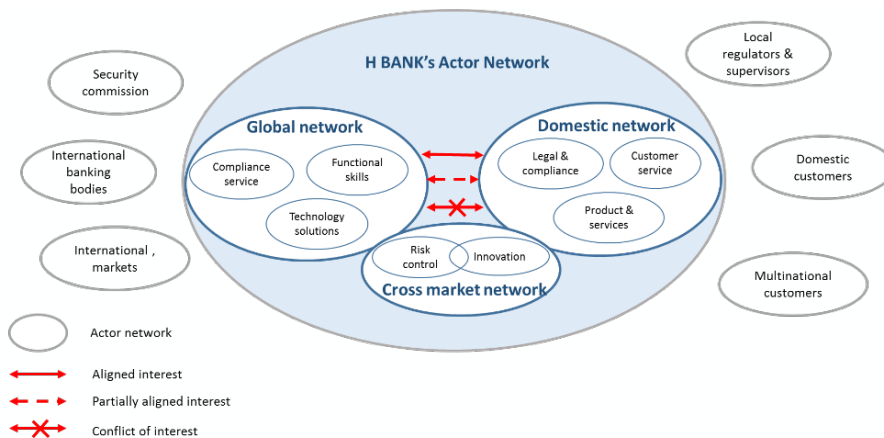 H BANK's Actor Network
Security
commission
International
banking
bodies
International ,
markets
Global network
Compliance
service
Functional
skills
Technology
solutions
Domestic network
Legal &
compliance
Customer
service
Product &
services
Risk
control
Innovation
Cross market network
Local
regulators &
supervisors
Domestic
customers
Multinational
customers
Actor network
Aligned interest
Partially aligned interest
Conflict of interest